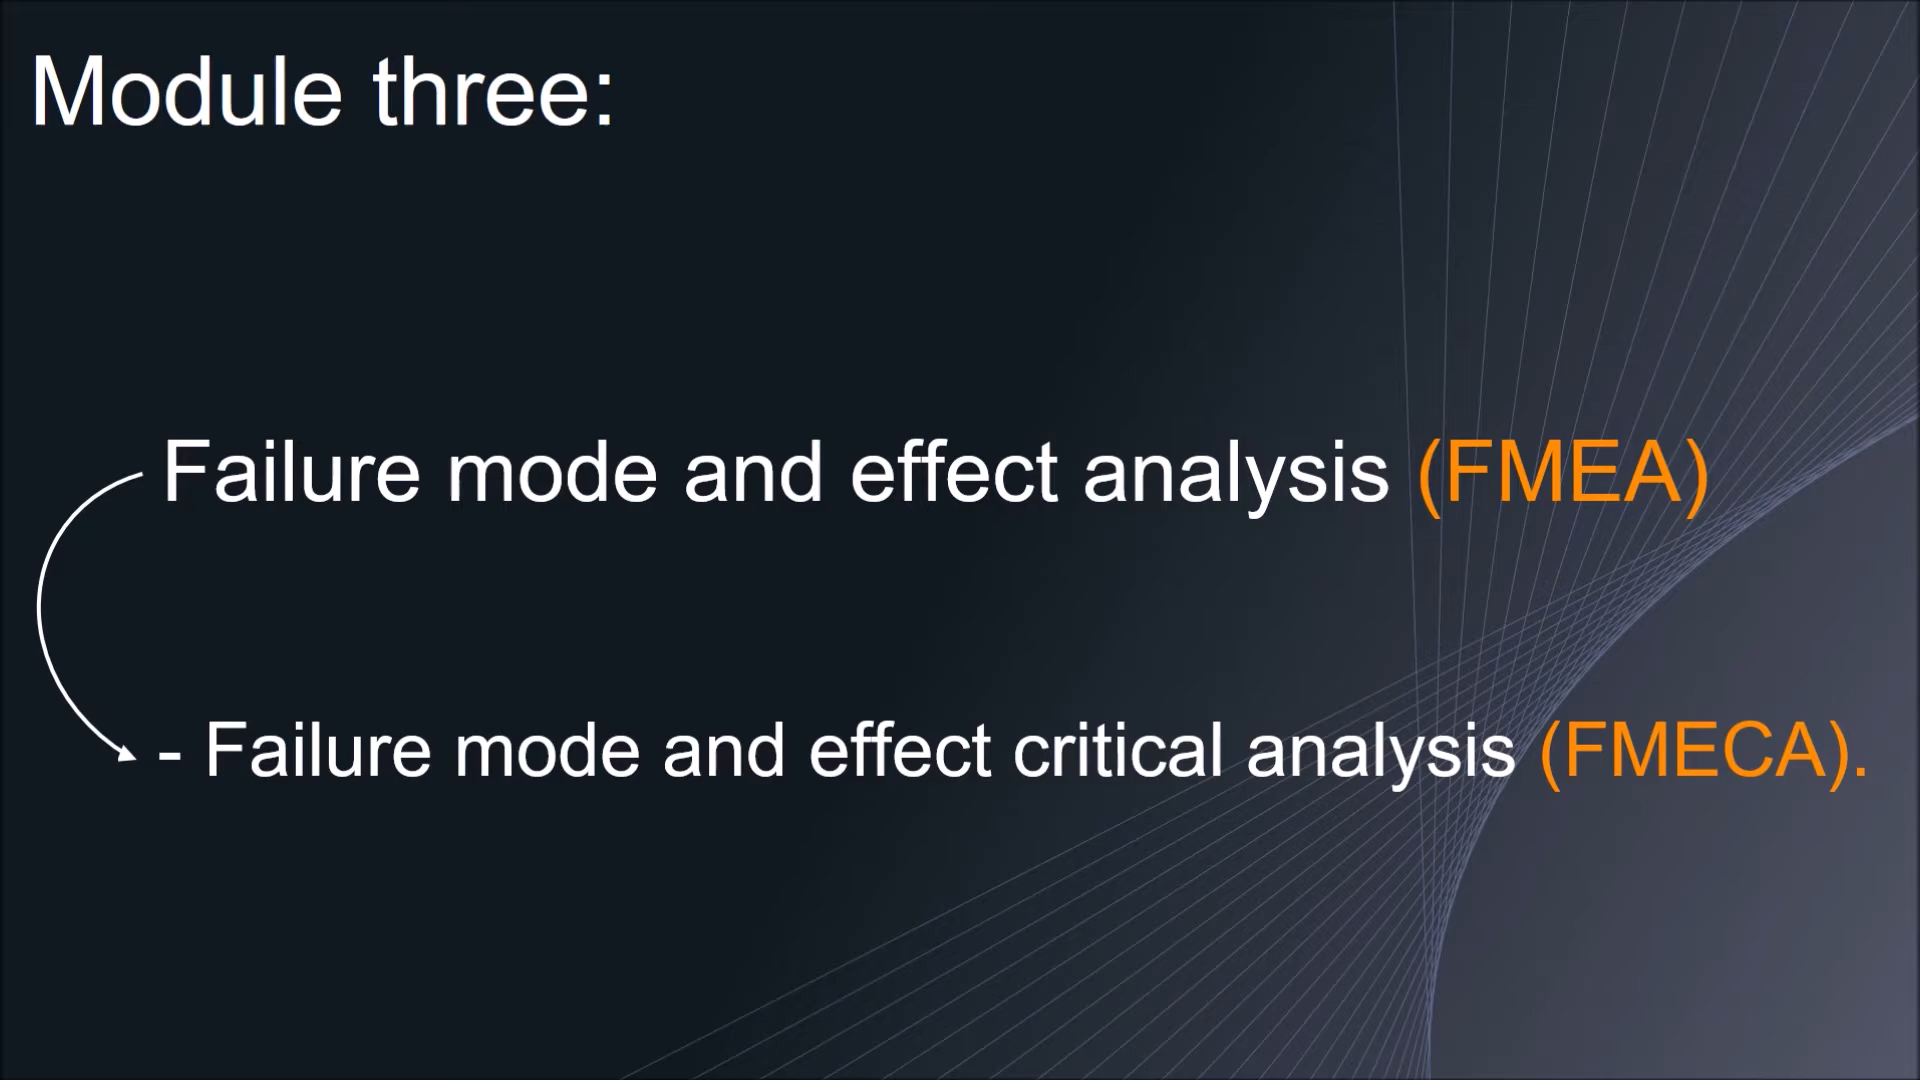 Module three:
Failure mode and effect analysis (FMEA)
- Failure mode and effect critical analysis (FMECA).